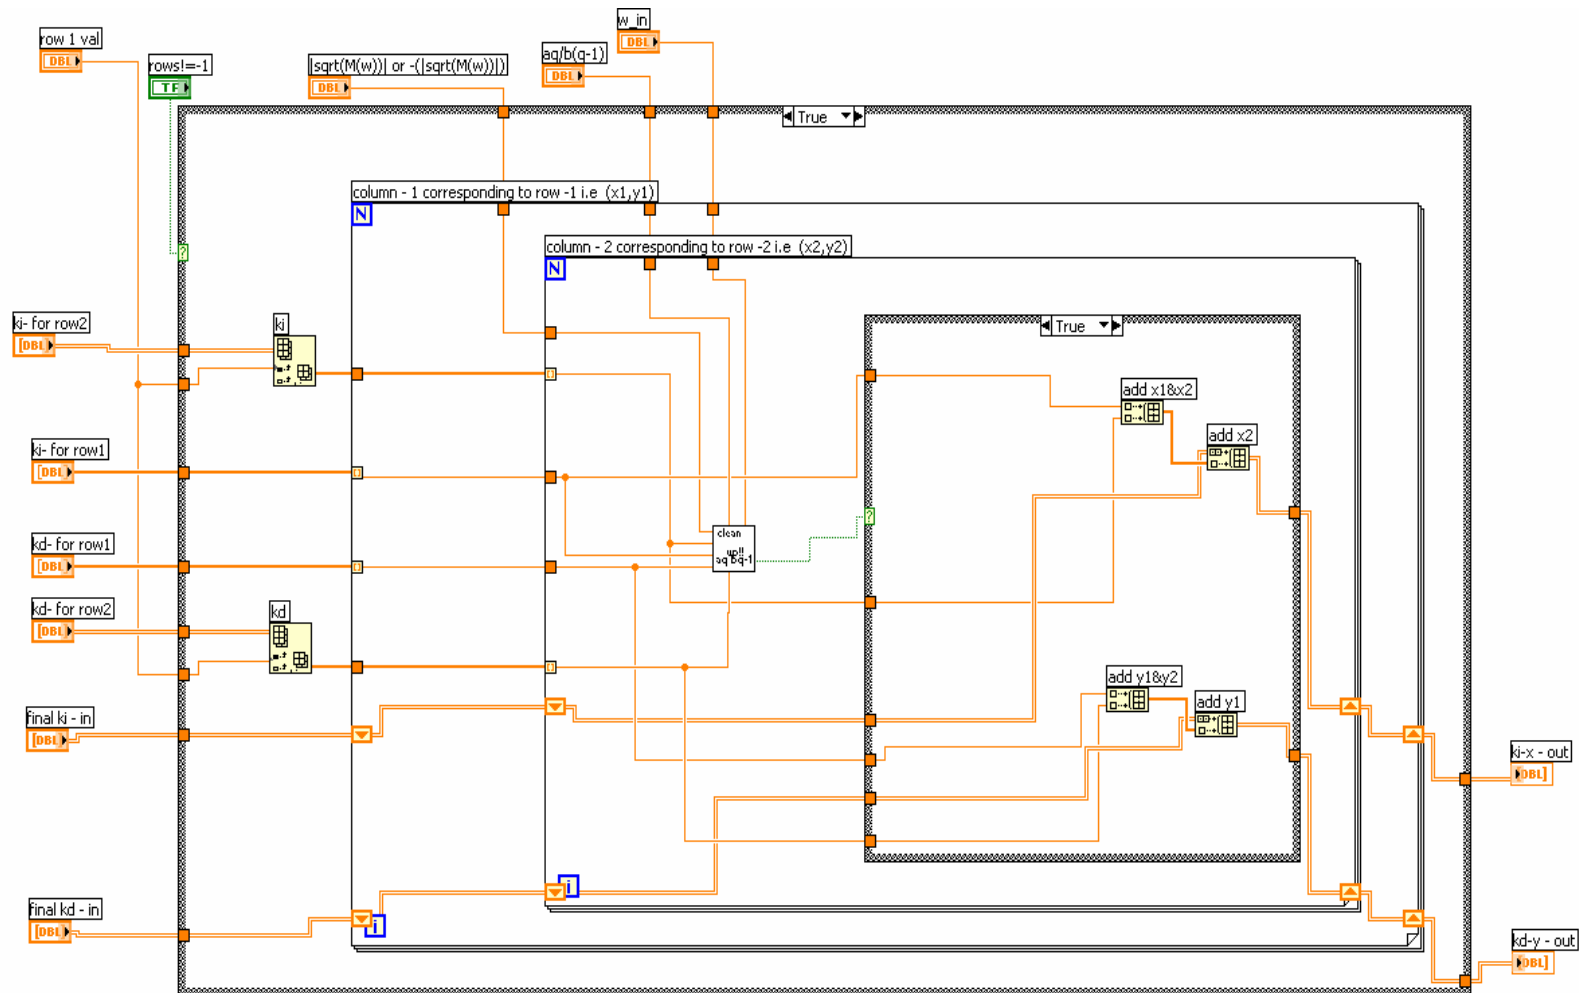 w_in
row 1 val
DBL
DBL
aq/b(q-1)
rows!=-1
|sqrt(M(w))| or -(|sqrt(M(w))|)
DBL
TF
DBL
True
column - 1 corresponding to row -1 i.e (x1,y1)
N
column - 2 corresponding to row -2 i.e (x2,y2)
N
?
ki- for row2
ki
True
[DBL]
add x1&x2
add x2
ki- for row1
[DBL]
?
kd- for row1
clean
up!!
aq bq-1
[DBL]
kd- for row2
kd
[DBL]
add y1&y2
add y1
final ki - in
[DBL]
ki-x - out
[DBL]
i
final kd - in
i
[DBL]
kd-y - out
[DBL]